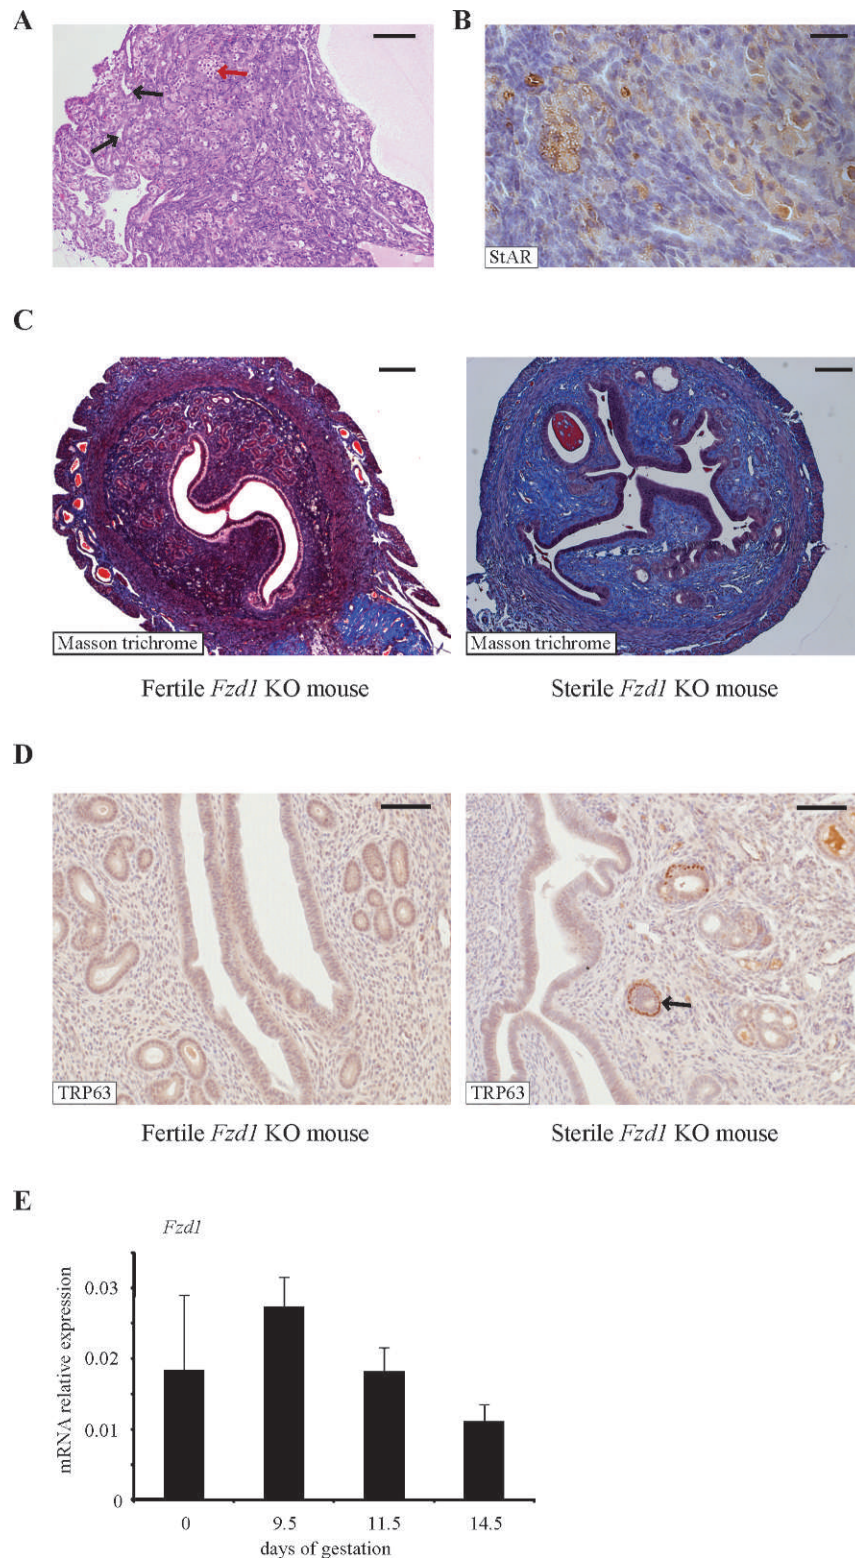 A
B
StAR
C
Masson trichrome
Masson trichrome
Fertile Fzd1 KO mouse
Sterile Fzd1 KO mouse
D
TRP63
TRP63
Fertile Fzd1 KO mouse
Sterile Fzd1 KO mouse
E
Fzd1
mRNA relative expression
0.03
0.02
0.01
0
0
9.5
11.5
14.5
days of gestation